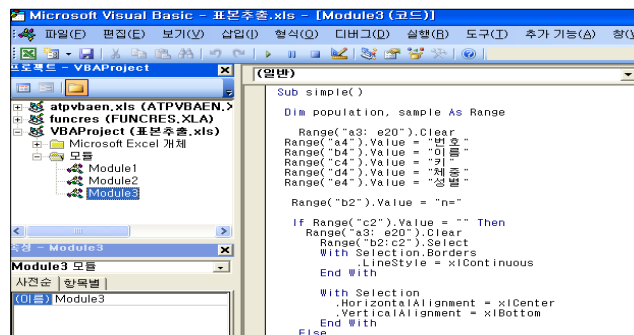 Microsoft Visual Basic - 표본추출.xls - [Module3 (코드)]
파일(F) 편집(E) 보기(V) 삽입(I) 형식(O) 디버그(D) 실행(R) 도구(T) 추가 기능(A) 창(
프로젝트 - VBAProject
(일반)
atpvbaen.xls (ATPVBAEN.X
funcres (FUNCRES.XLA)
VBAProject (표본추출.xls)
Microsoft Excel 개체
모듈
Module1
Module2
Module3
속성 - Module3
Module3 모듈
사전순 항목별
(이름) Module3
Sub simple()
Dim population, sample As Range
Range("a3: e20").Clear
Range("a4").Value = "번호"
Range("b4").Value = "이름"
Range("c4").Value = "키"
Range("d4").Value = "체중"
Range("e4").Value = "성별"
Range("b2").Value = "n="
If Range("c2").Value = "" Then
Range("a3: e20").Clear
Range("b2:c2").Select
With Selection.Borders
.LineStyle = xlContinuous
End With
With Selection
.HorizontalAlignment = xlCenter
.VerticalAlignment = xlBottom
End With
Else